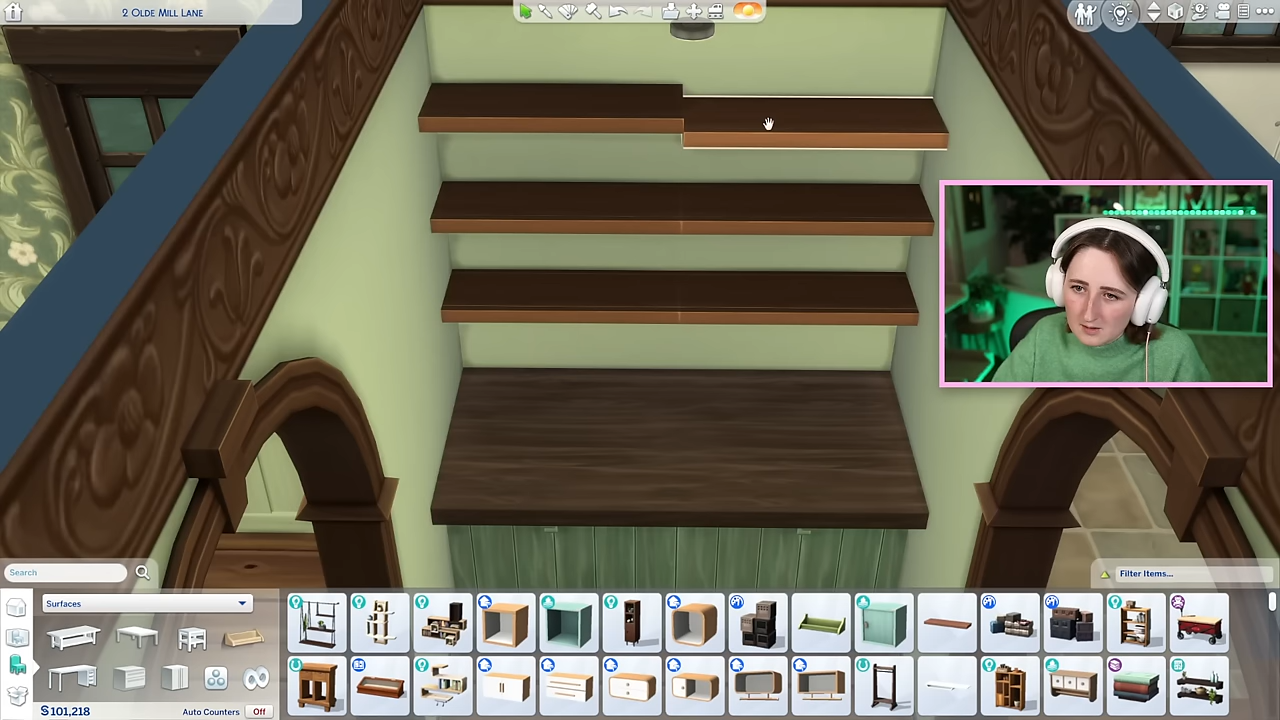 2 OLDE MILL LANE
Search
Filter Items...
Surfaces
$101,218
Auto Counters Off